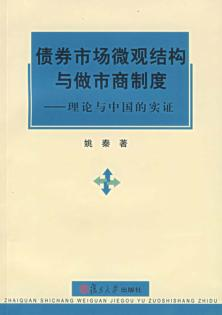 债券市场微观结构
与做市商制度
——理论与中国的实证
姚秦著
复旦大学出版社
ZHAIQUAN SHICHANG WEIGUAN JIEGOU YU ZUOSHISHANG ZHIDU